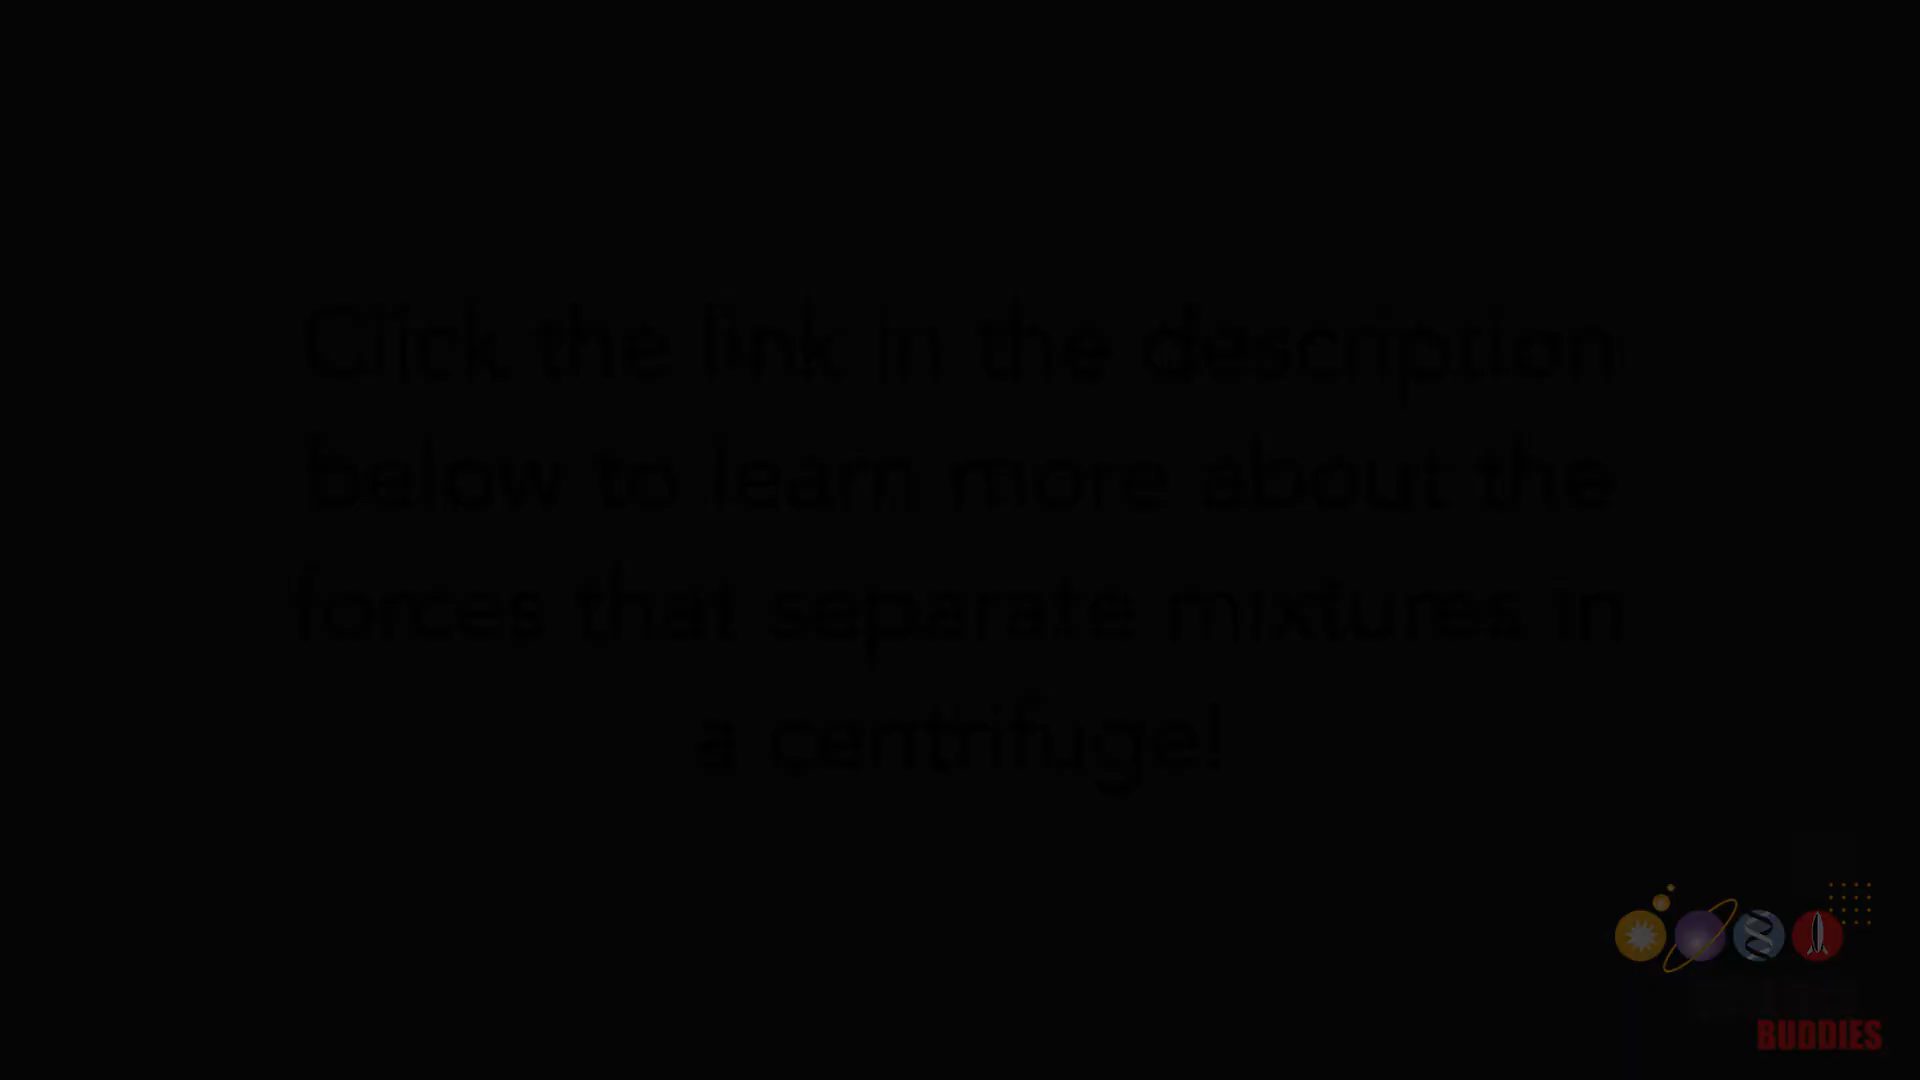 Click the link in the description
below to learn more about the
forces that separate mixtures in
a centrifuge!
BUDDIES